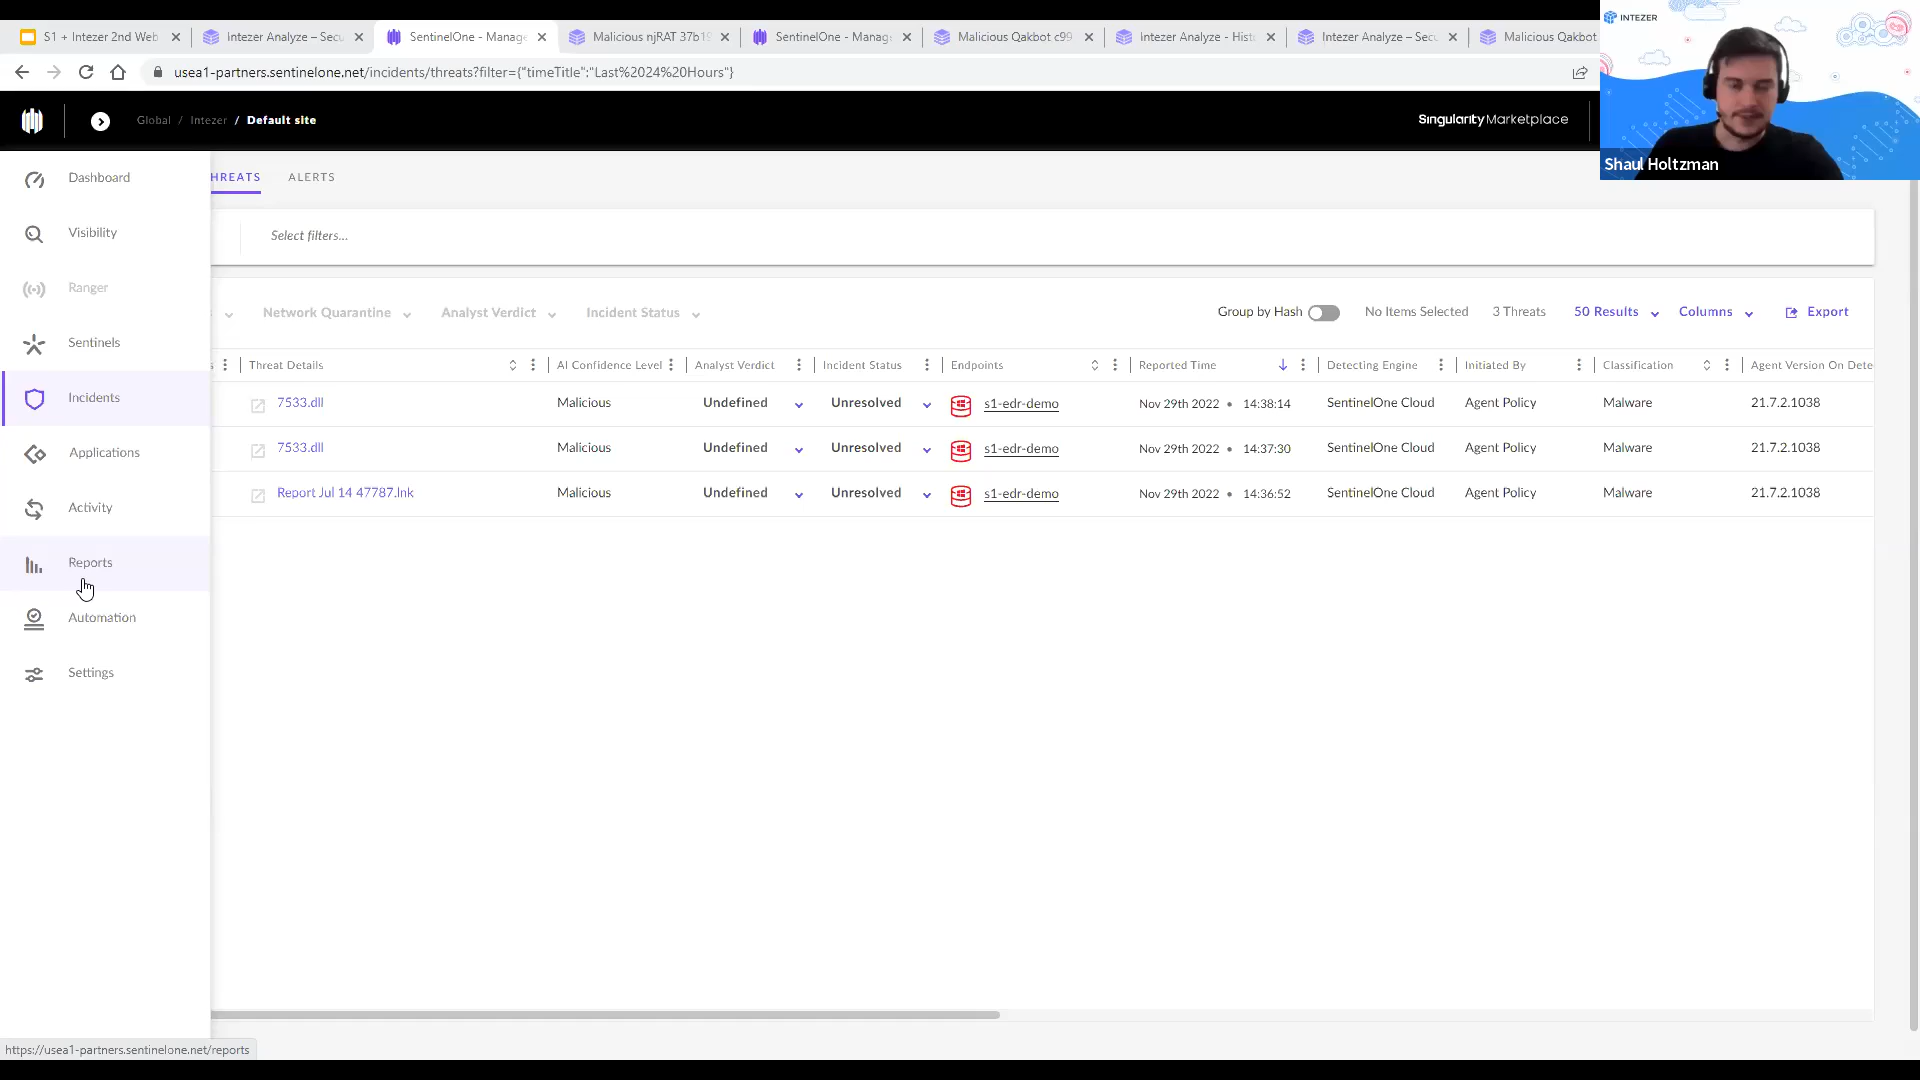 S1 + Intezer 2nd Web
Intezer Analyze – Secu
SentinelOne - Manage
Malicious njRAT 37b19
SentinelOne - Manage
Malicious Qakbot c99
Intezer Analyze - Hist
Intezer Analyze – Secu
Malicious Qakbot
usea1-partners.sentinelone.net/incidents/threats?filter={"timeTitle":"Last%2024%20Hours"}
INTEZER
Shaul Holtzman
Global / Intezer / Default site
Singularity Marketplace
Dashboard
Visibility
Ranger
Sentinels
Incidents
Applications
Activity
Reports
Automation
Settings
HREATS ALERTS
Select filters...
s Network Quarantine Analyst Verdict Incident Status Group by Hash No Items Selected 3 Threats 50 Results Columns Export
s Threat Details AI Confidence Level Analyst Verdict Incident Status Endpoints Reported Time Detecting Engine Initiated By Classification Agent Version On Dete
7533.dll Malicious Undefined Unresolved s1-edr-demo Nov 29th 2022 • 14:38:14 SentinelOne Cloud Agent Policy Malware 21.7.2.1038
7533.dll Malicious Undefined Unresolved s1-edr-demo Nov 29th 2022 • 14:37:30 SentinelOne Cloud Agent Policy Malware 21.7.2.1038
Report Jul 14 47787.lnk Malicious Undefined Unresolved s1-edr-demo Nov 29th 2022 • 14:36:52 SentinelOne Cloud Agent Policy Malware 21.7.2.1038
https://usea1-partners.sentinelone.net/reports